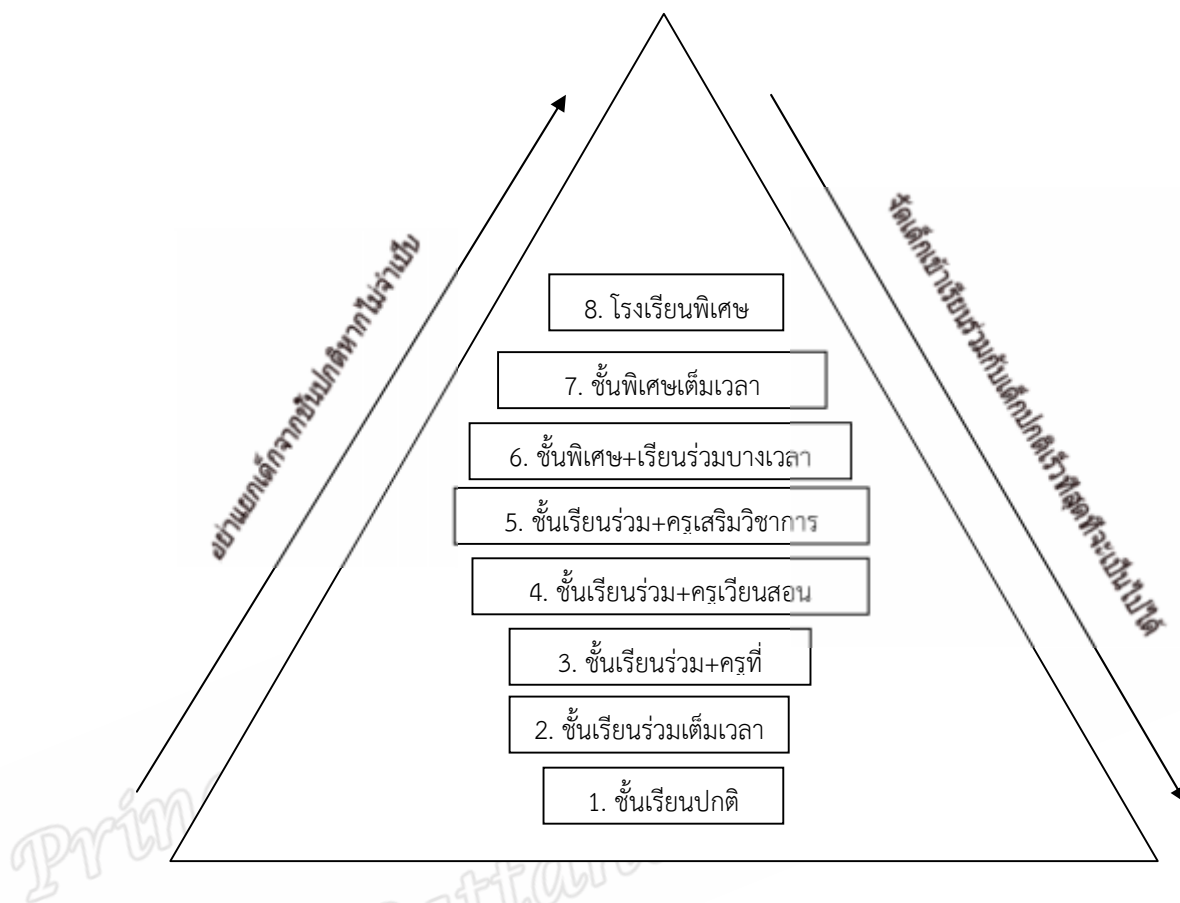 อย่าแยกเด็กจากชั้นปกติหากไม่จำเป็น
จัดเด็กเข้าเรียนร่วมกับเด็กปกติเร็วที่สุดที่จะเป็นไปได้
8. โรงเรียนพิเศษ
7. ชั้นพิเศษเต็มเวลา
6. ชั้นพิเศษ+เรียนร่วมบางเวลา
5. ชั้นเรียนร่วม+ครูเสริมวิชาการ
4. ชั้นเรียนร่วม+ครูเวียนสอน
3. ชั้นเรียนร่วม+ครูที่
2. ชั้นเรียนร่วมเต็มเวลา
1. ชั้นเรียนปกติ